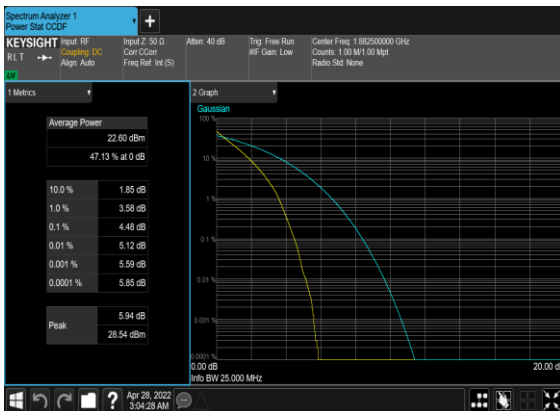 Spectrum Analyzer 1
Power Stat CCDF
KEYSIGHT
RLT
LV
Input: RF
Coupling: DC
Align: Auto
Input Z: 50 Ω
Corr CCorr
Freq Ref: Int (S)
Atten: 40 dB
Trig: Free Run
#IF Gain: Low
Center Freq: 1.882500000 GHz
Counts: 1.00 M/1.00 Mpt
Radio Std: None
1 Metrics
Average Power
22.60 dBm
47.13 % at 0 dB
10.0 % 1.85 dB
1.0 % 3.58 dB
0.1 % 4.48 dB
0.01 % 5.12 dB
0.001 % 5.59 dB
0.0001 % 5.85 dB
Peak 5.94 dB
28.54 dBm
2 Graph
Gaussian
100 %
10 %
1 %
0.1 %
0.01 %
0.001 %
0.0001 %
0.00 dB 20.00 d
Info BW 25.000 MHz
?
Apr 28, 2022
3:04:28 AM